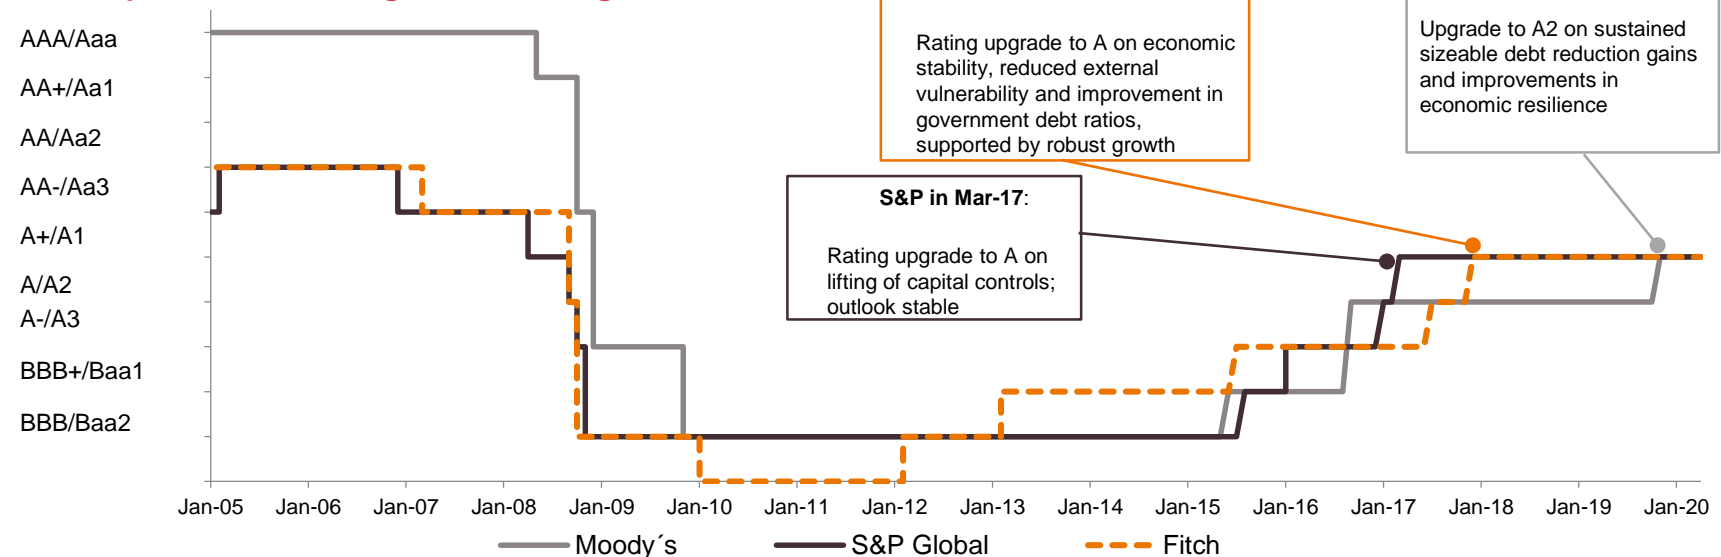 AAA/Aaa
AA+/Aa1
AA/Aa2
AA-/Aa3
A+/A1
A/A2
A-/A3
BBB+/Baa1
BBB/Baa2
Rating upgrade to A on economic
stability, reduced external
vulnerability and improvement in
government debt ratios,
supported by robust growth
Upgrade to A2 on sustained
sizeable debt reduction gains
and improvements in
economic resilience
S&P in Mar-17:
Rating upgrade to A on
lifting of capital controls;
outlook stable
Jan-05 Jan-06 Jan-07 Jan-08 Jan-09 Jan-10 Jan-11 Jan-12 Jan-13 Jan-14 Jan-15 Jan-16 Jan-17 Jan-18 Jan-19 Jan-20
Moody´s S&P Global Fitch